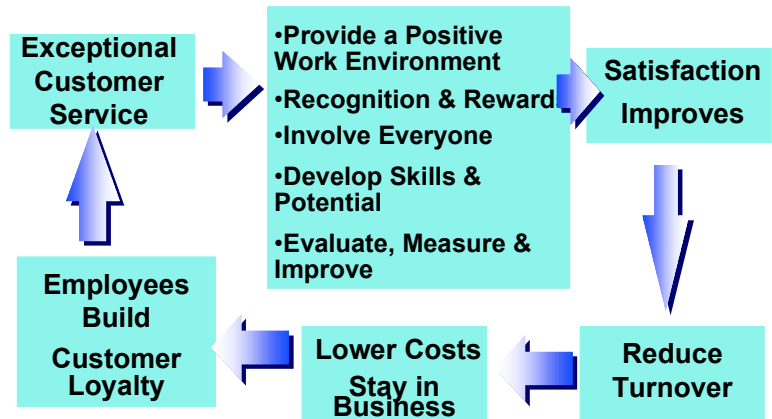 Exceptional
Customer
Service
•Provide a Positive
Work Environment
•Recognition & Reward
•Involve Everyone
•Develop Skills &
Potential
•Evaluate, Measure &
Improve
Satisfaction
Improves
Reduce
Turnover
Lower Costs
Stay in
Business
Employees
Build
Customer
Loyalty